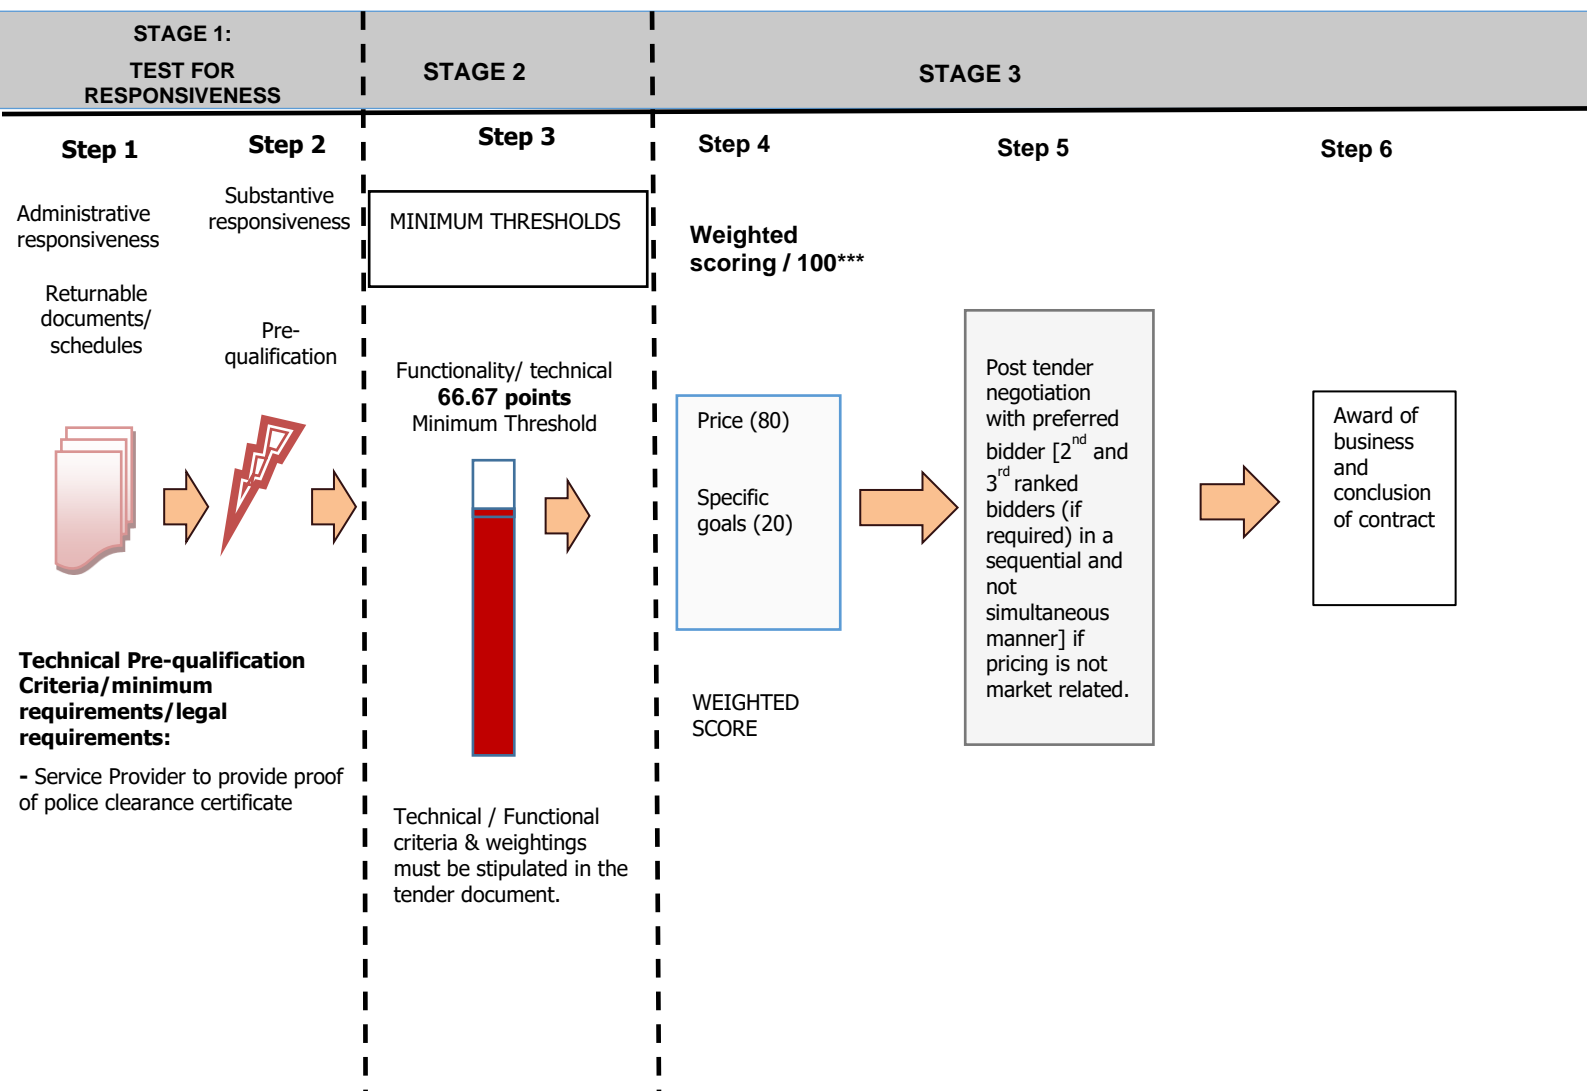 STAGE 1:
TEST FOR
RESPONSIVENESS
STAGE 2
STAGE 3
Step 1
Step 2
Step 3
Step 4
Step 5
Step 6
Administrative
responsiveness
Returnable
documents/
schedules
Substantive
responsiveness
Pre-
qualification
Technical Pre-qualification
Criteria/minimum
requirements/legal
requirements:
- Service Provider to provide proof
of police clearance certificate
MINIMUM THRESHOLDS
Functionality/ technical
66.67 points
Minimum Threshold
Technical / Functional
criteria & weightings
must be stipulated in the
tender document.
Weighted
scoring / 100***
Price (80)
Specific
goals (20)
WEIGHTED
SCORE
Post tender
negotiation
with preferred
bidder [2nd and
3rd ranked
bidders (if
required) in a
sequential and
not
simultaneous
manner] if
pricing is not
market related.
Award of
business
and
conclusion
of contract